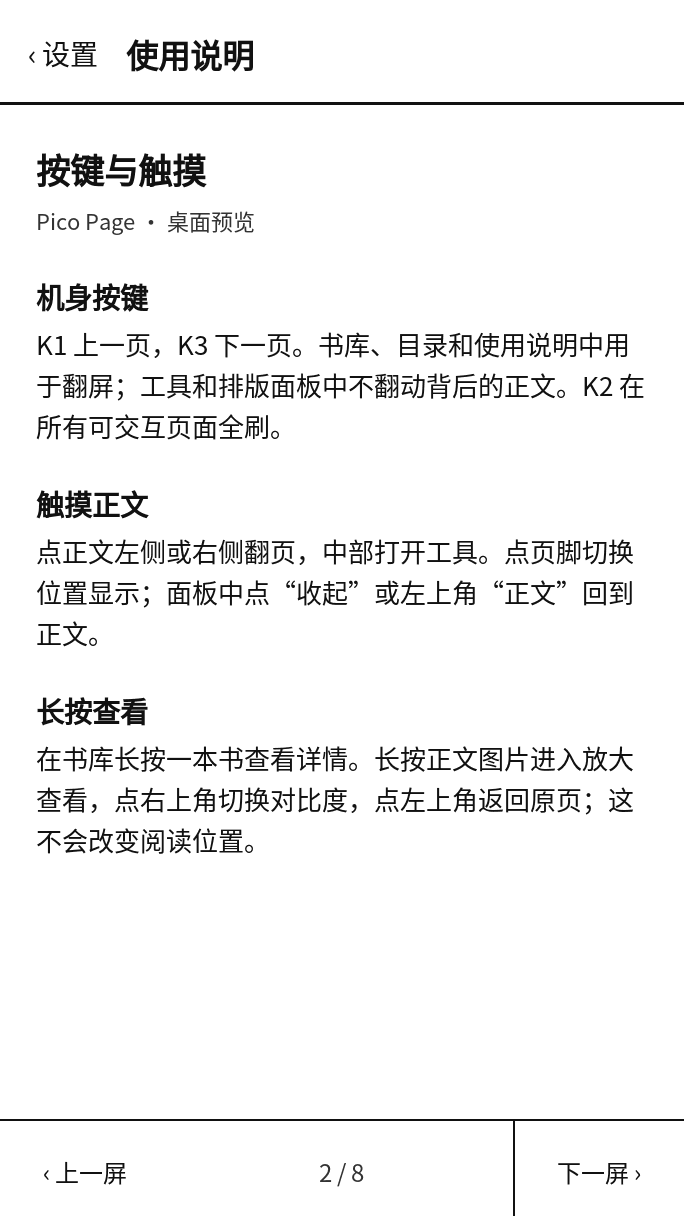 ‹ 设置 使用说明
按键与触摸
Pico Page · 桌面预览
机身按键
K1 上一页，K3 下一页。书库、目录和使用说明中用
于翻屏；工具和排版面板中不翻动背后的正文。K2 在
所有可交互页面全刷。
触摸正文
点正文左侧或右侧翻页，中部打开工具。点页脚切换
位置显示；面板中点“收起”或左上角“正文”回到
正文。
长按查看
在书库长按一本书查看详情。长按正文图片进入放大
查看，点右上角切换对比度，点左上角返回原页；这
不会改变阅读位置。
‹ 上一屏 2 / 8 下一屏 ›